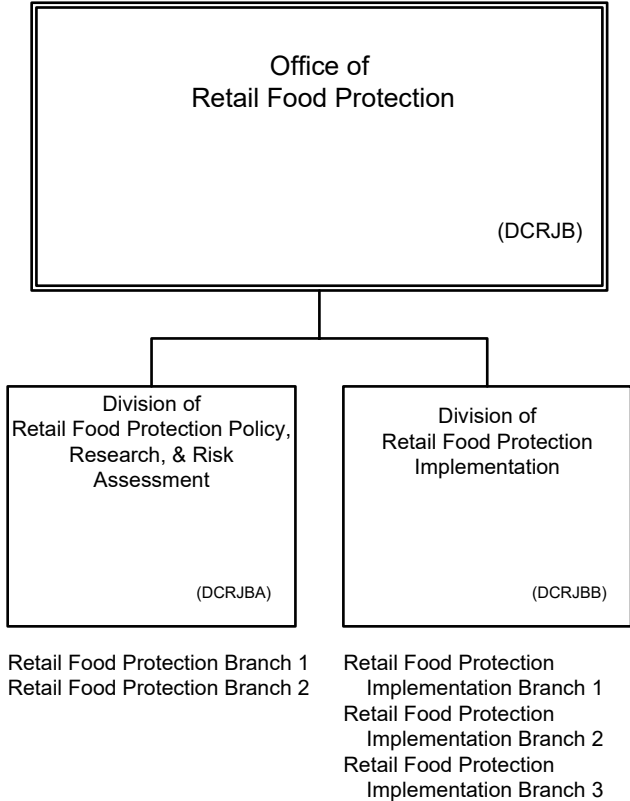 Office of
Retail Food Protection
(DCRJB)
Division of
Retail Food Protection Policy,
Research, & Risk
Assessment
(DCRJBA)
Retail Food Protection Branch 1
Retail Food Protection Branch 2
Division of
Retail Food Protection
Implementation
(DCRJBB)
Retail Food Protection
Implementation Branch 1
Retail Food Protection
Implementation Branch 2
Retail Food Protection
Implementation Branch 3